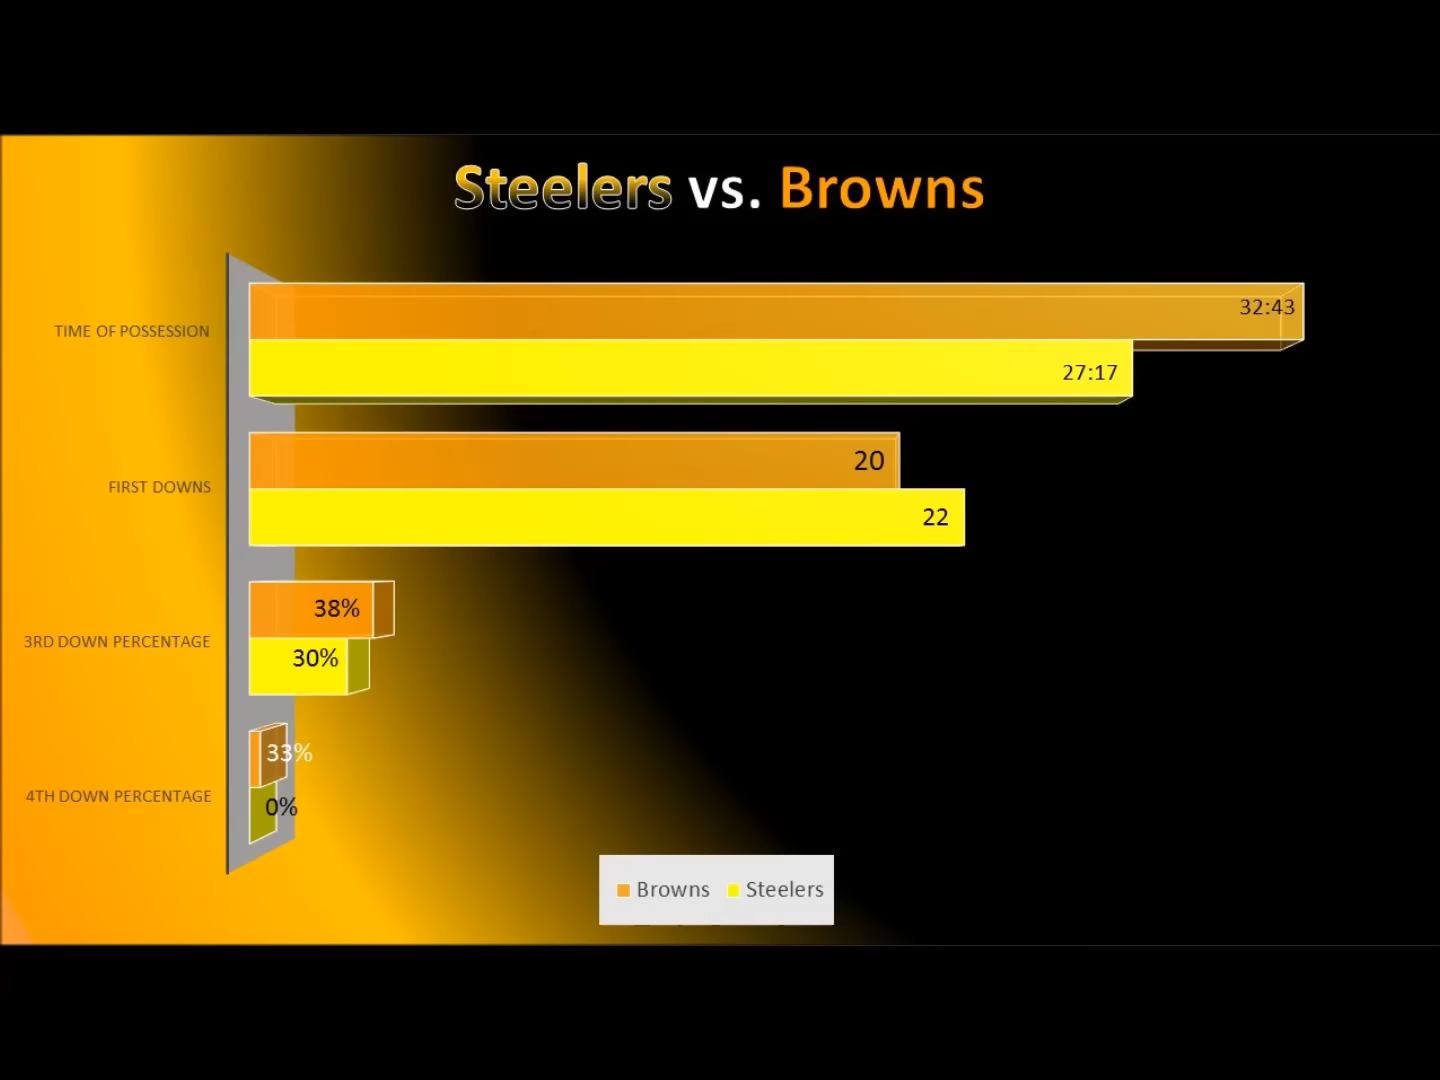 Steelers vs. Browns
TIME OF POSSESSION
32:43
27:17
FIRST DOWNS
20
22
3RD DOWN PERCENTAGE
38%
30%
4TH DOWN PERCENTAGE
33%
0%
Browns Steelers